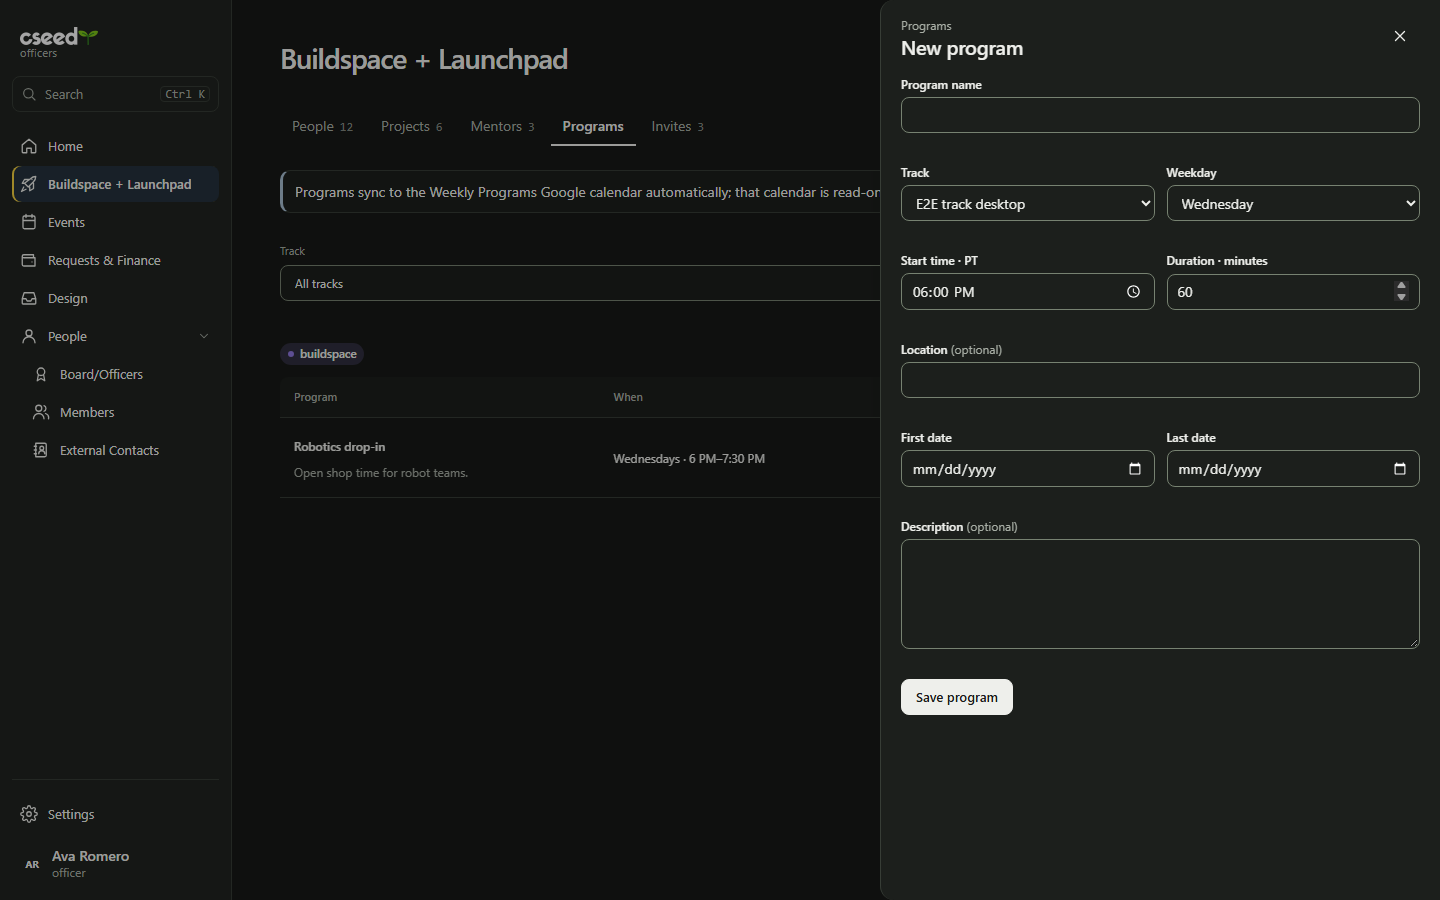 cseed
officers
Search Ctrl K
Home
Buildspace + Launchpad
Events
Requests & Finance
Design
People
Board/Officers
Members
External Contacts
Settings
AR
Ava Romero
officer
Buildspace + Launchpad
People 12 Projects 6 Mentors 3 Programs Invites 3
Programs sync to the Weekly Programs Google calendar automatically; that calendar is
Track
All tracks
buildspace
Program When
Robotics drop-in
Open shop time for robot teams.
Wednesdays · 6 PM–7:30 PM
Programs
New program
Program name
Track Weekday
E2E track desktop Wednesday
Start time · PT Duration · minutes
06:00 PM 60
Location (optional)
First date Last date
mm/dd/yyyy mm/dd/yyyy
Description (optional)
Save program